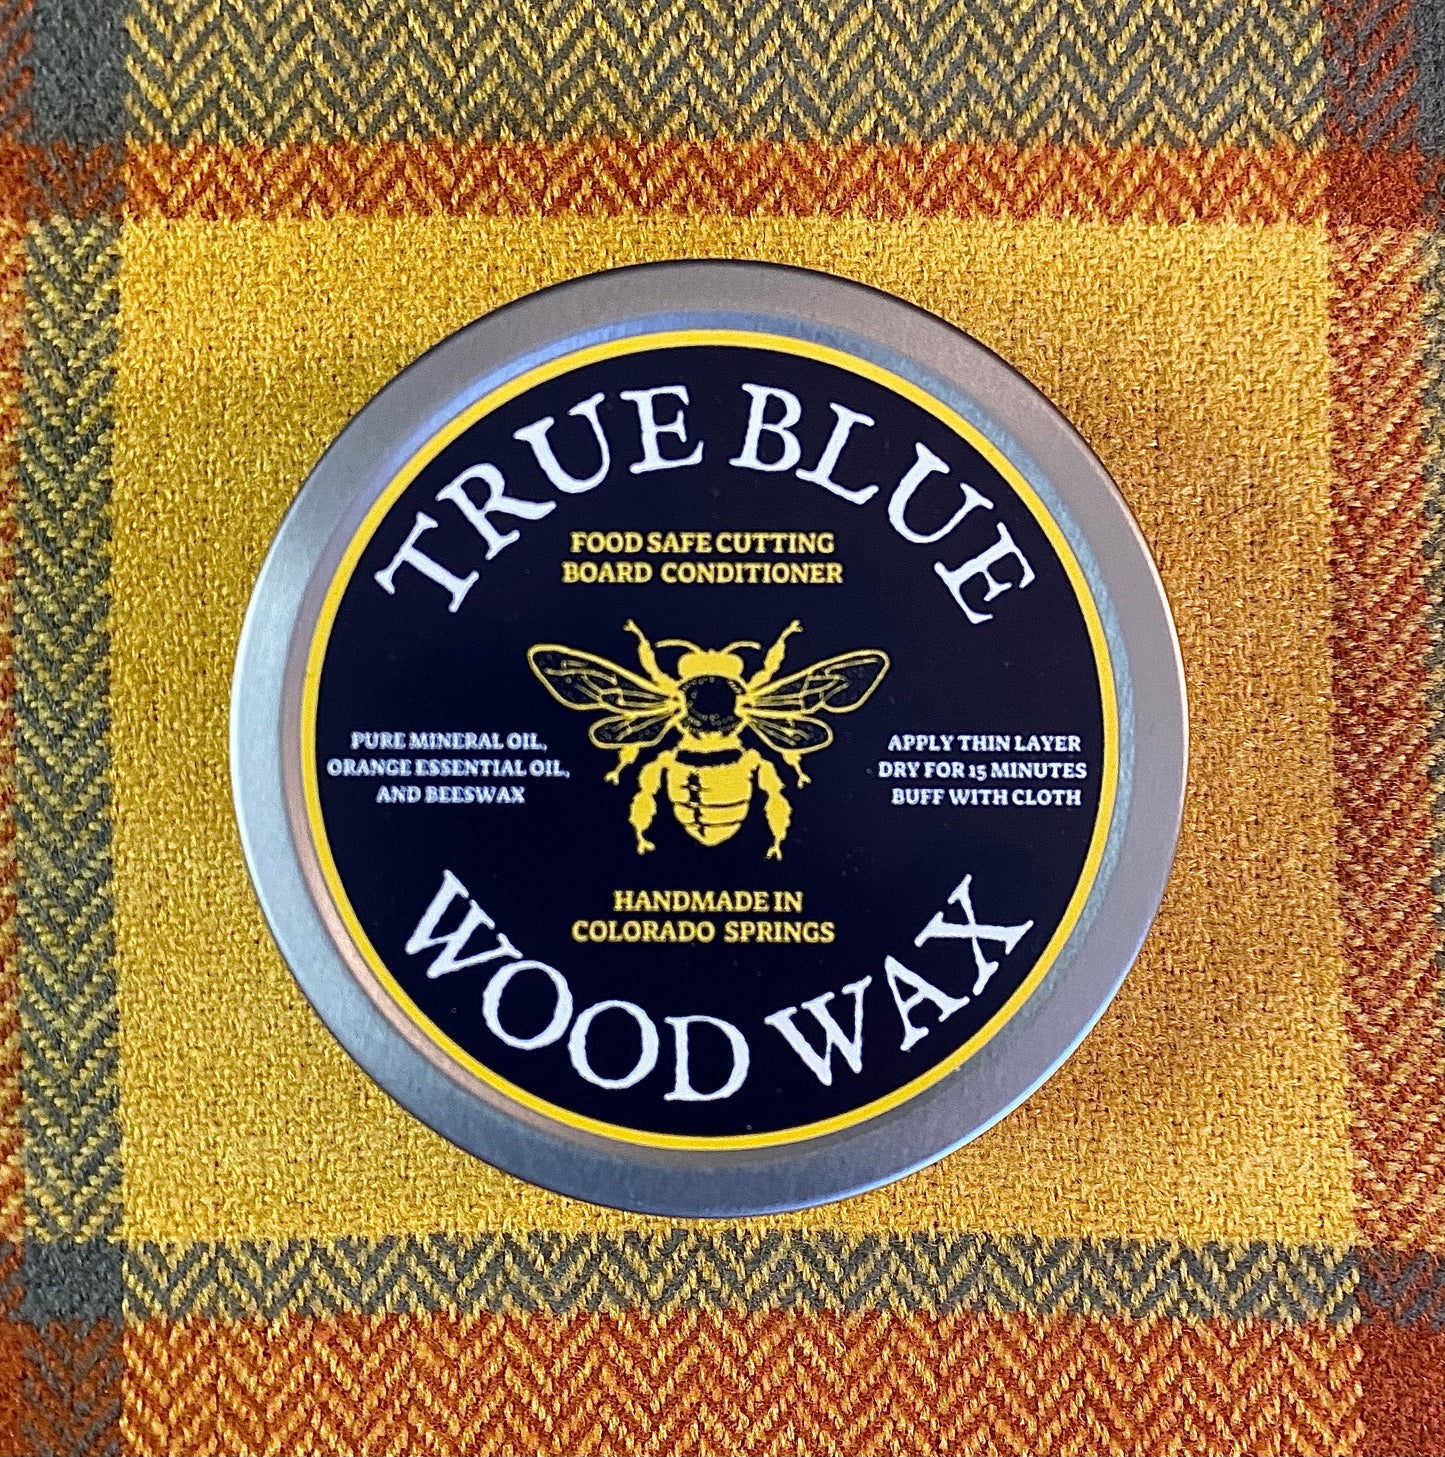 TRUE BLUE
FOOD SAFE CUTTING
BOARD CONDITIONER
PURE MINERAL OIL,
ORANGE ESSENTIAL OIL,
AND BEESWAX
APPLY THIN LAYER
DRY FOR 15 MINUTES
BUFF WITH CLOTH
HANDMADE IN
COLORADO SPRINGS
WOOD WAX